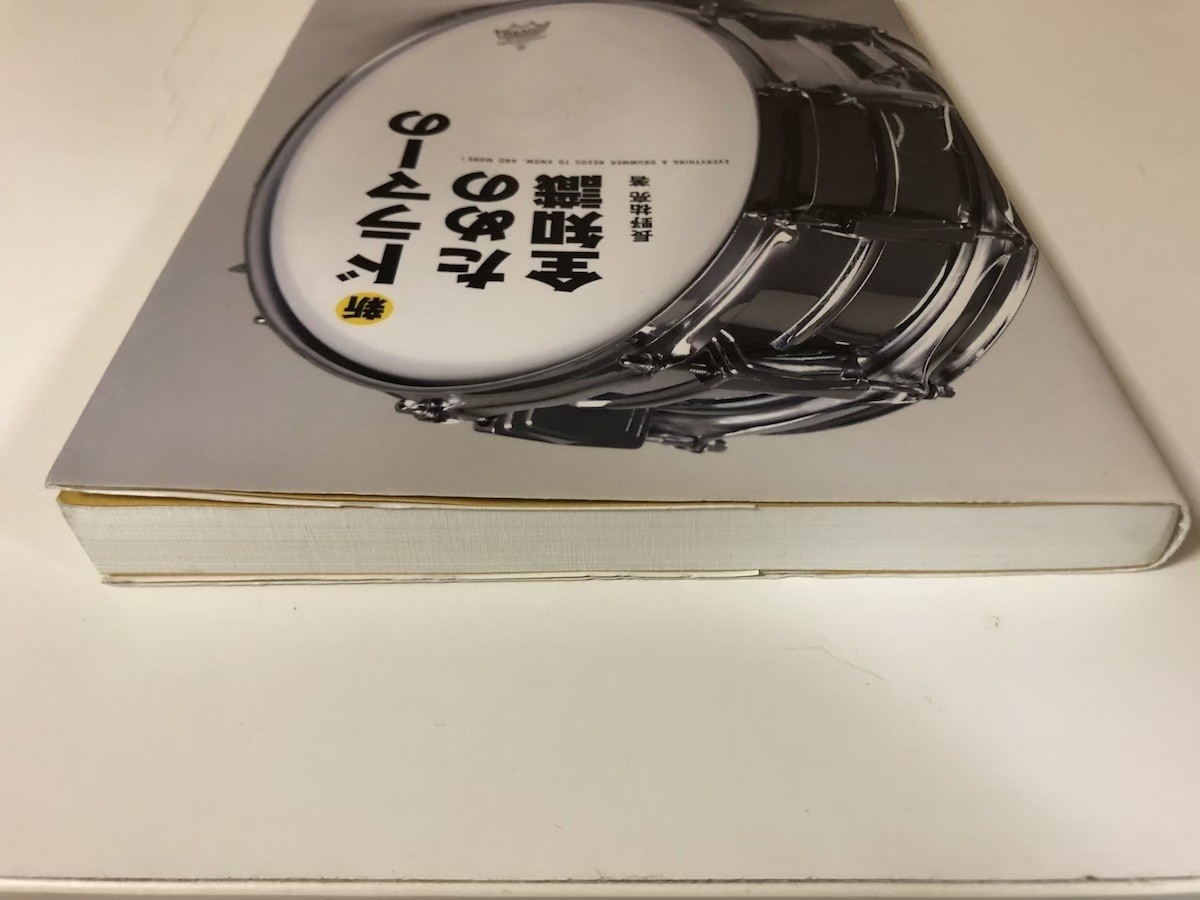 新
ドラマーの
ための
全知識
EVERYTHING A DRUMMER NEEDS TO KNOW, AND MORE!
長野祐亮 著